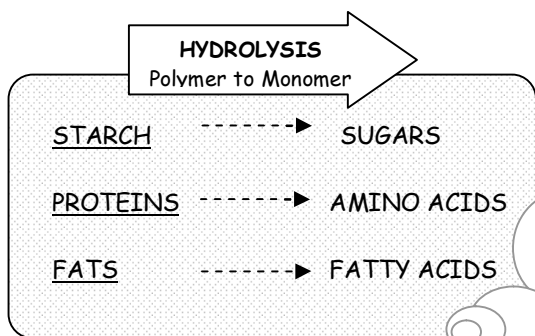 HYDROLYSIS
Polymer to Monomer
STARCH SUGARS
PROTEINS AMINO ACIDS
FATS FATTY ACIDS